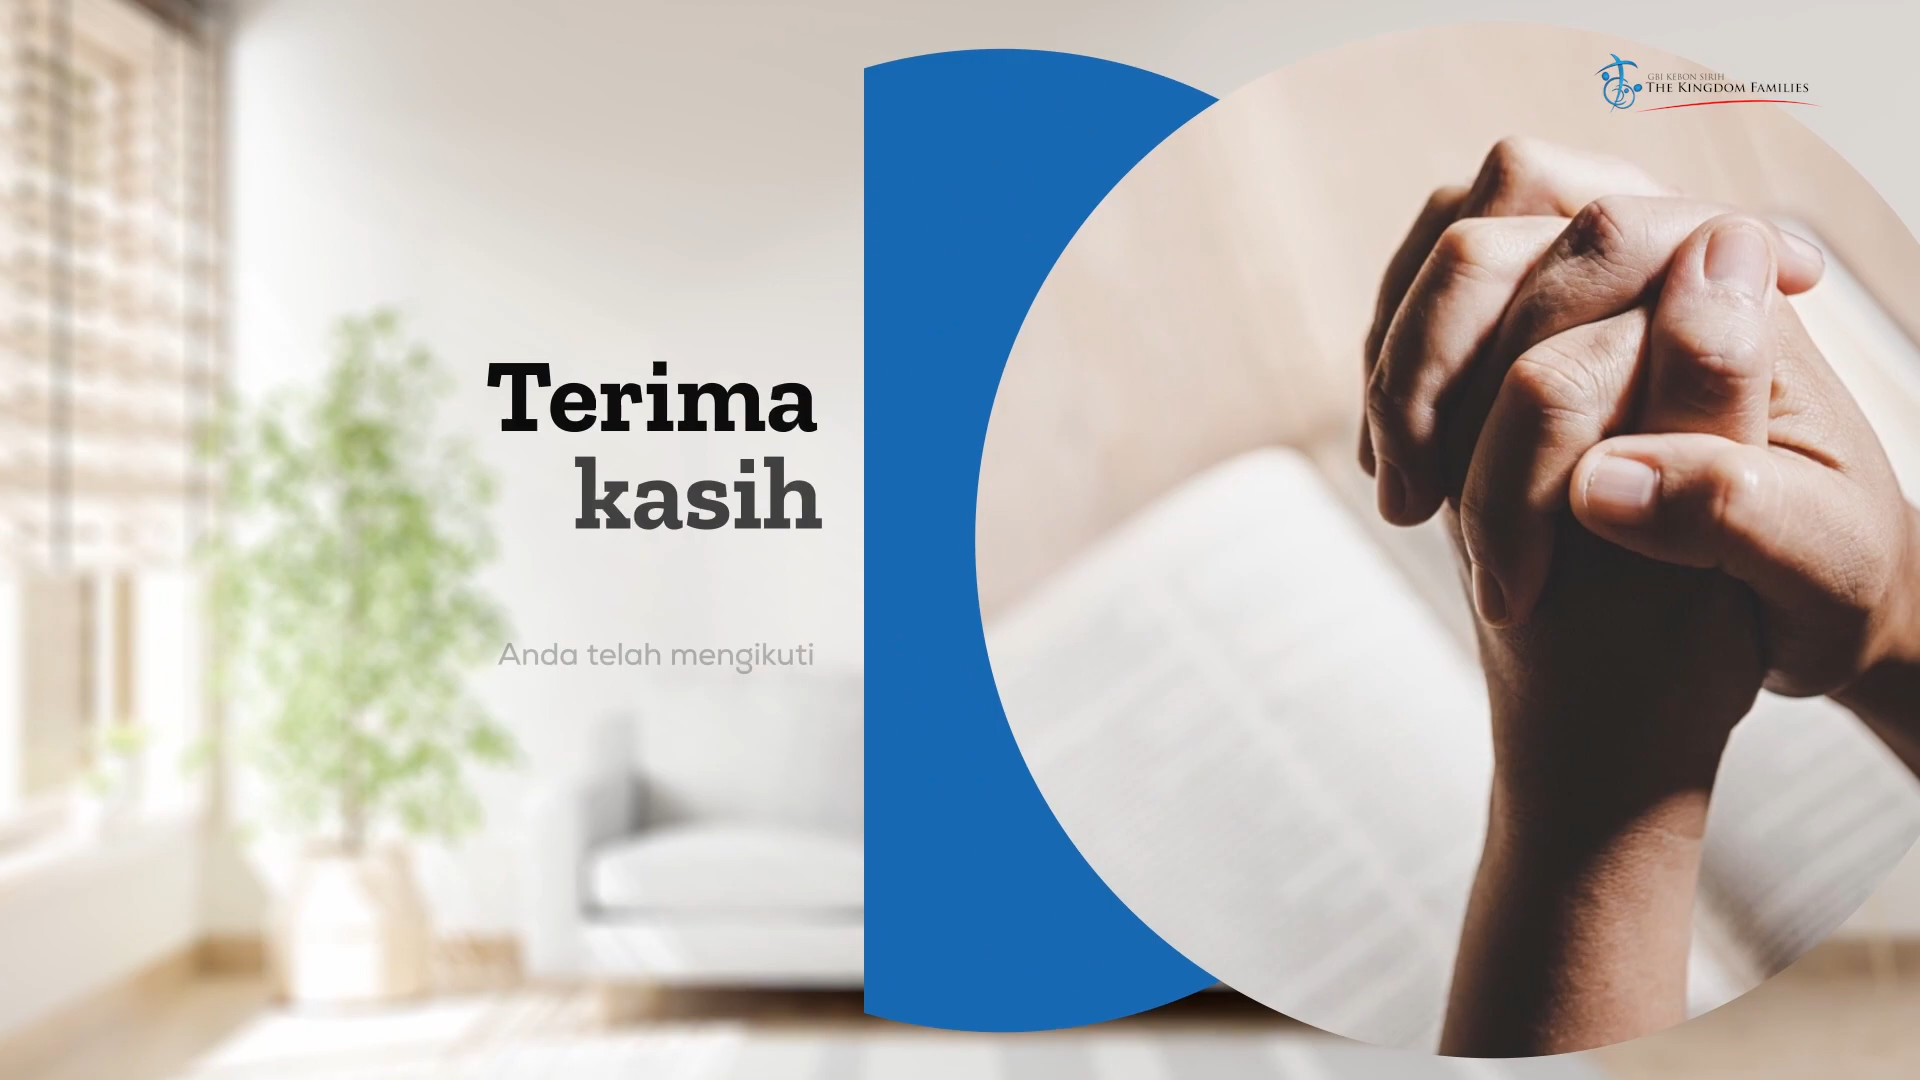 GBI KEBON SIRIH
THE KINGDOM FAMILIES
Terima
kasih
Anda telah mengikuti